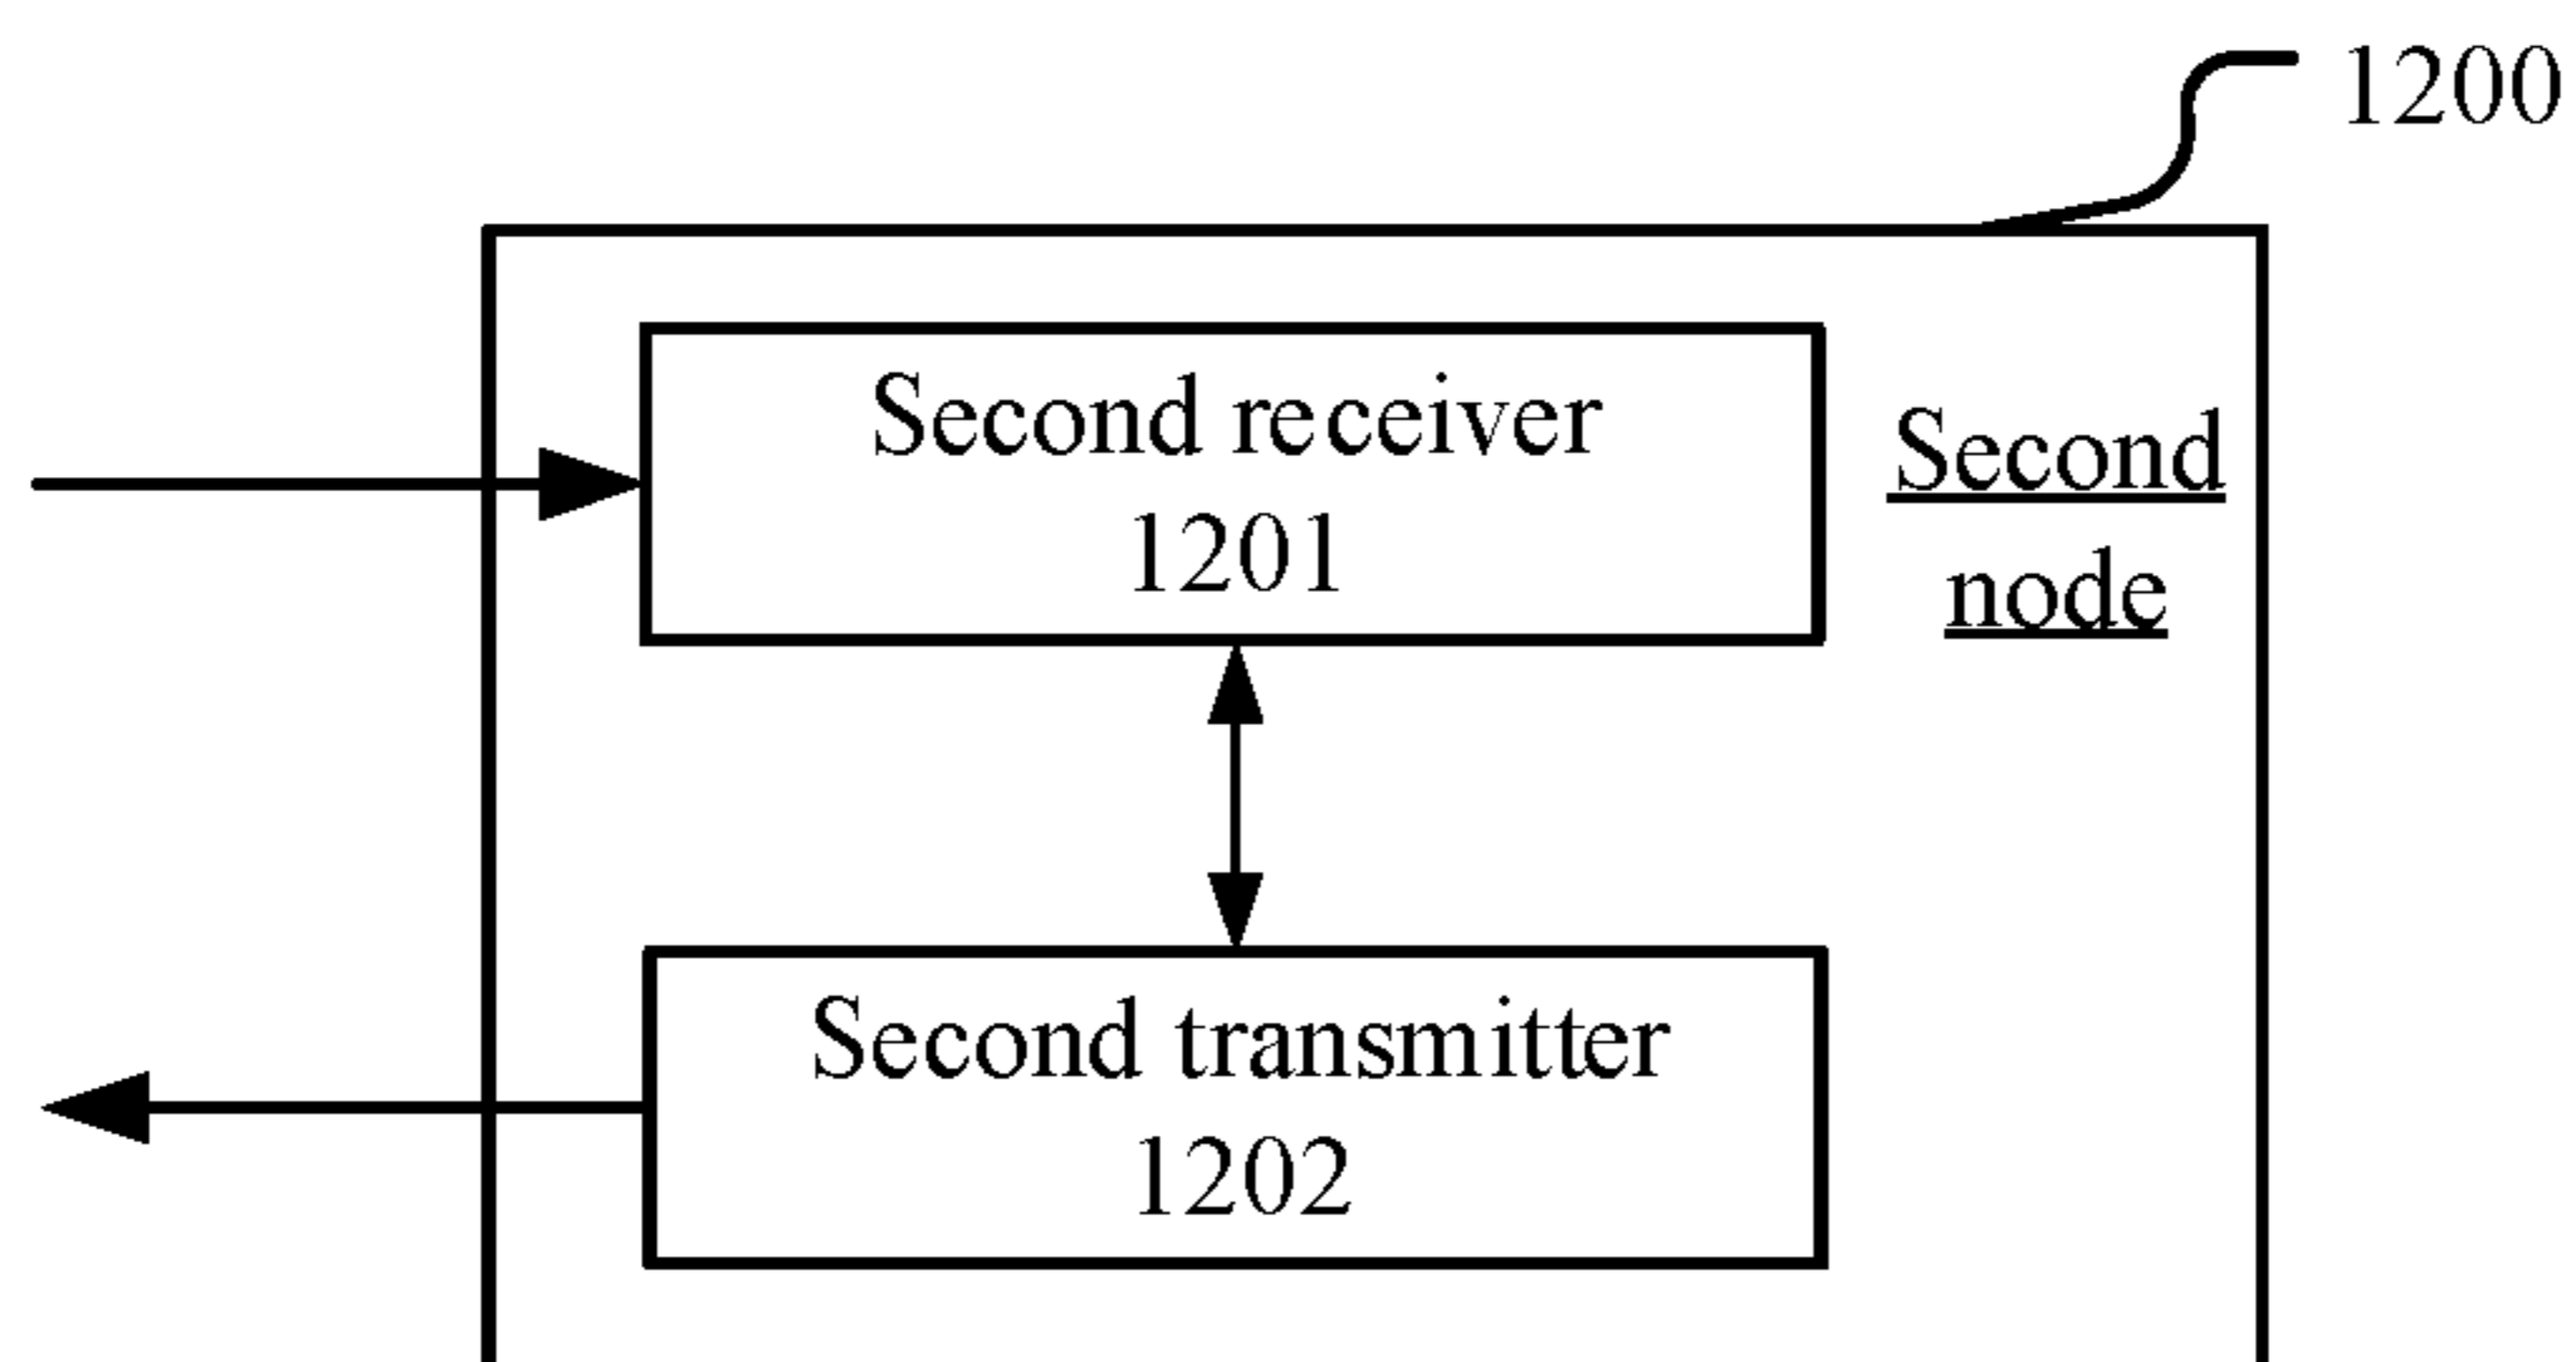 1200
Second receiver
1201
Second
node
Second transmitter
1202